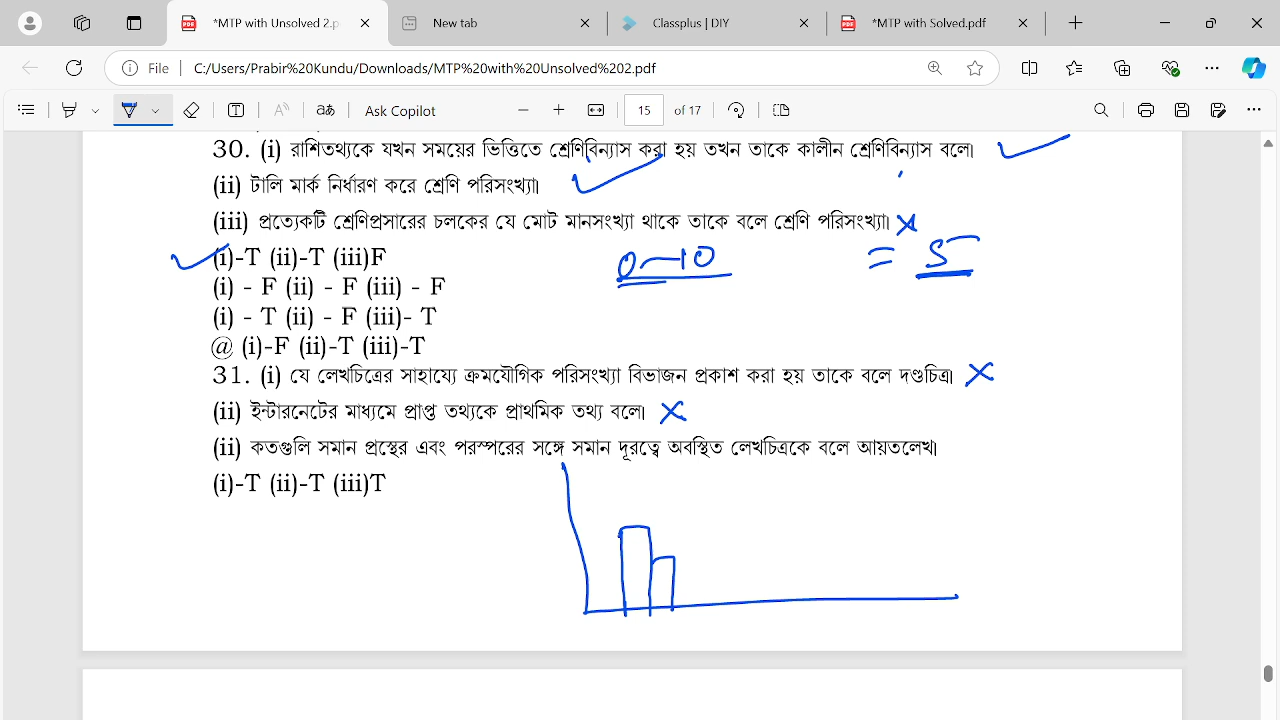 *MTP with Unsolved 2.p
New tab
Classplus | DIY
*MTP with Solved.pdf
File | C:/Users/Prabir%20Kundu/Downloads/MTP%20with%20Unsolved%202.pdf
Ask Copilot
15 of 17
30. (i) রাশিতথ্যকে যখন সময়ের ভিত্তিতে শ্রেণিবিন্যাস করা হয় তখন তাকে কালীন শ্রেণিবিন্যাস বলে।
(ii) টালি মার্ক নির্ধারণ করে শ্রেণি পরিসংখ্যা।
(iii) প্রত্যেকটি শ্রেণিপ্রসারের চলকের যে মোট মানসংখ্যা থাকে তাকে বলে শ্রেণি পরিসংখ্যা।
(i)-T (ii)-T (iii)F
0-10 = 5
(i) - F (ii) - F (iii) - F
(i) - T (ii) - F (iii)- T
@ (i)-F (ii)-T (iii)-T
31. (i) যে লেখচিত্রের সাহায্যে ক্রমযৌগিক পরিসংখ্যা বিভাজন প্রকাশ করা হয় তাকে বলে দণ্ডচিত্র।
(ii) ইন্টারনেটের মাধ্যমে প্রাপ্ত তথ্যকে প্রাথমিক তথ্য বলে।
(ii) কতগুলি সমান প্রস্থের এবং পরস্পরের সঙ্গে সমান দূরত্বে অবস্থিত লেখচিত্রকে বলে আয়তলেখ।
(i)-T (ii)-T (iii)T